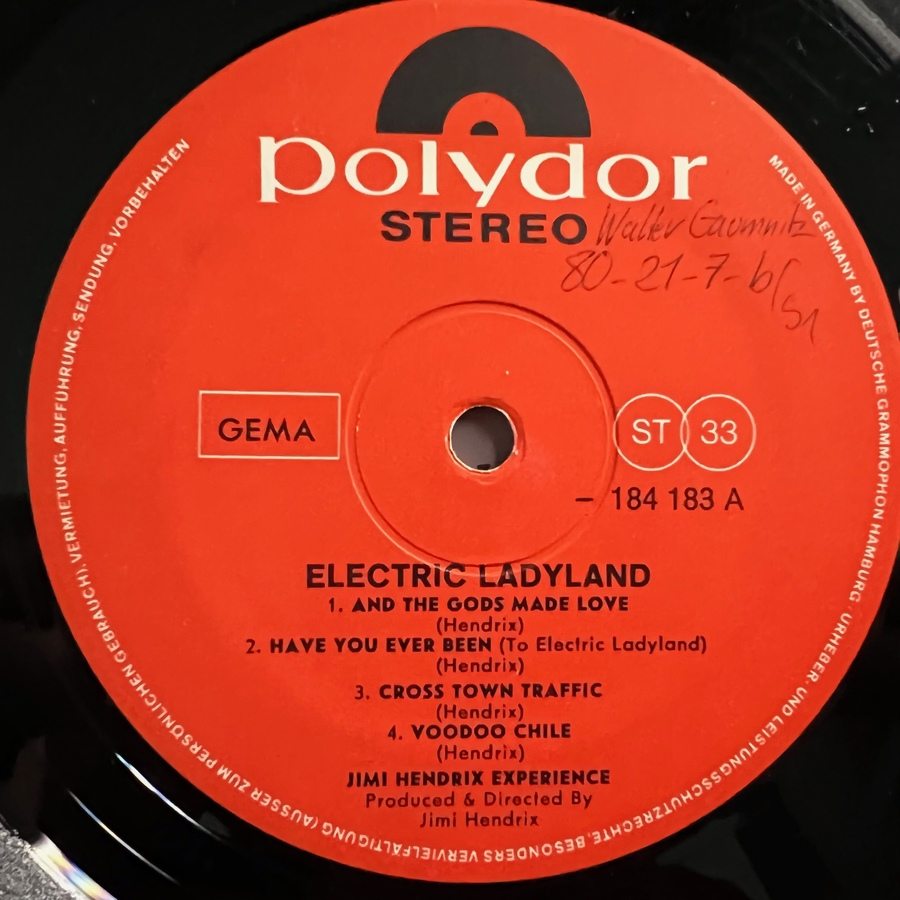 polydor
STEREO
Walter Gaumnitz
80-21-7-b/
S1
GEMA
ST 33
– 184 183 A
ELECTRIC LADYLAND
1. AND THE GODS MADE LOVE
(Hendrix)
2. HAVE YOU EVER BEEN (To Electric Ladyland)
(Hendrix)
3. CROSS TOWN TRAFFIC
(Hendrix)
4. VOODOO CHILE
(Hendrix)
JIMI HENDRIX EXPERIENCE
Produced & Directed By
Jimi Hendrix
MADE IN GERMANY BY DEUTSCHE GRAMMOPHON HAMBURG · URHEBER- UND LEISTUNGSSCHUTZRECHTE, BESONDERS VERVIELFÄLTIGUNG (AUSSER ZUM PERSÖNLICHEN GEBRAUCH), VERMIETUNG, AUFFÜHRUNG, SENDUNG, VORBEHALTEN